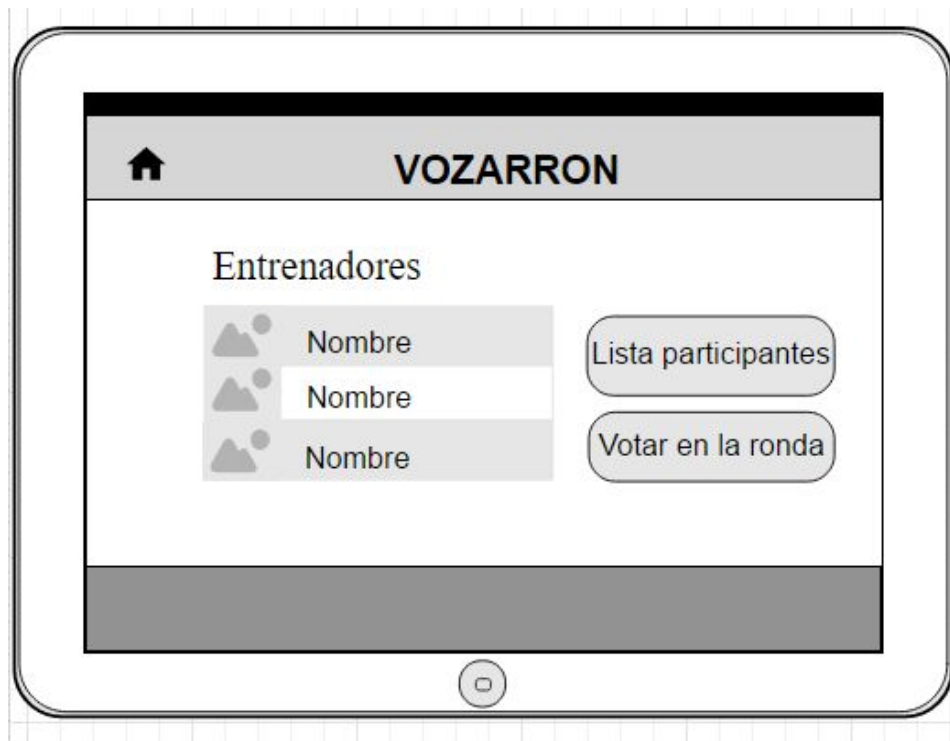 VOZARRON
Entrenadores
Nombre
Nombre
Nombre
Lista participantes
Votar en la ronda